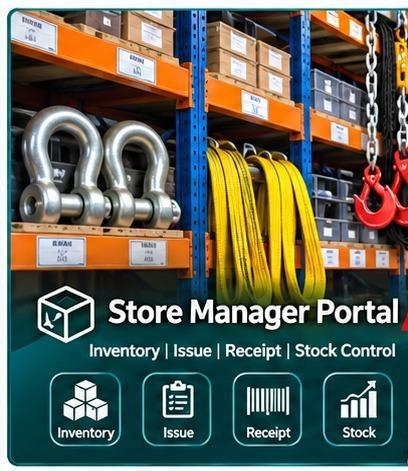 Store Manager Portal
Inventory | Issue | Receipt | Stock Control
Inventory
Issue
Receipt
Stock